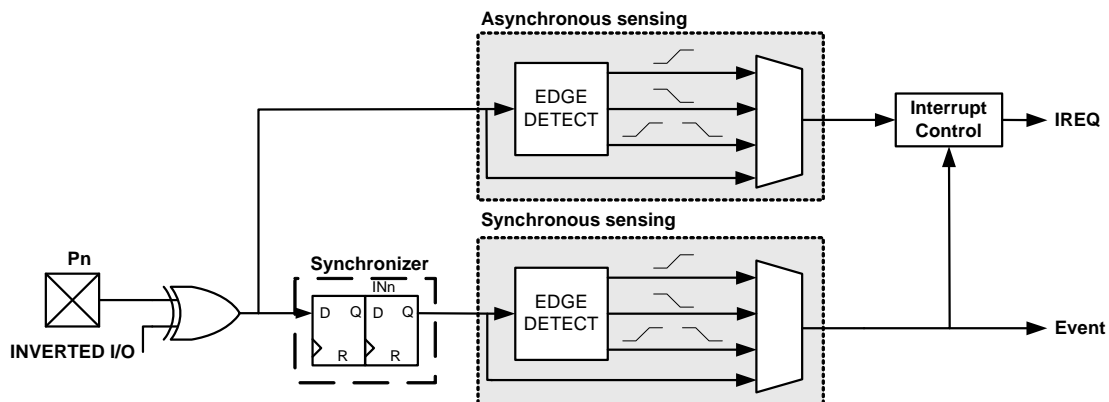 Asynchronous sensing
EDGE
DETECT
Interrupt
Control
IREQ
Synchronous sensing
Pn
Synchronizer
INn
D Q D Q
R R
EDGE
DETECT
INVERTED I/O
Event